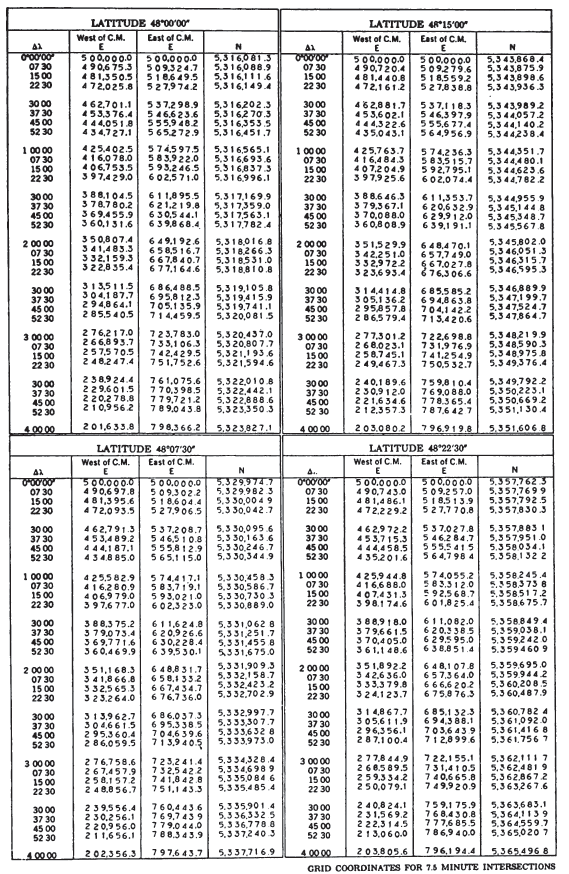 LATITUDE 48°00'00"
West of C.M. East of C.M.
Δλ E E N
0°00'00" 500,000.0 500,000.0 5,316,081.3
07 30 490,675.3 509,324.7 5,316,088.9
15 00 481,350.5 518,649.5 5,316,111.6
22 30 472,025.8 527,974.2 5,316,149.4
30 00 462,701.1 537,298.9 5,316,202.3
37 30 453,376.4 546,623.6 5,316,270.3
45 00 444,051.8 555,948.2 5,316,353.5
52 30 434,727.1 565,272.9 5,316,451.7
1 00 00 425,402.5 574,597.5 5,316,565.1
07 30 416,078.0 583,922.0 5,316,693.6
15 00 406,753.5 593,246.5 5,316,837.3
22 30 397,429.0 602,571.0 5,316,996.1
30 00 388,104.5 611,895.5 5,317,169.9
37 30 378,780.2 621,219.8 5,317,359.0
45 00 369,455.9 630,544.1 5,317,563.1
52 30 360,131.6 639,868.4 5,317,782.4
2 00 00 350,807.4 649,192.6 5,318,016.8
07 30 341,483.3 658,516.7 5,318,266.3
15 00 332,159.3 667,840.7 5,318,531.0
22 30 322,835.4 677,164.6 5,318,810.8
30 00 313,511.5 686,488.5 5,319,105.8
37 30 304,187.7 695,812.3 5,319,415.9
45 00 294,864.1 705,135.9 5,319,741.1
52 30 285,540.5 714,459.5 5,320,081.5
3 00 00 276,217.0 723,783.0 5,320,437.0
07 30 266,893.7 733,106.3 5,320,807.7
15 00 257,570.5 742,429.5 5,321,193.6
22 30 248,247.4 751,752.6 5,321,594.6
30 00 238,924.4 761,075.6 5,322,010.8
37 30 229,601.5 770,398.5 5,322,442.1
45 00 220,278.8 779,721.2 5,322,888.6
52 30 210,956.2 789,043.8 5,323,350.3
4 00 00 201,633.8 798,366.2 5,323,827.1
LATITUDE 48°15'00"
West of C.M. East of C.M.
Δλ E E N
0°00'00" 500,000.0 500,000.0 5,343,868.4
07 30 490,720.4 509,279.6 5,343,875.9
15 00 481,440.8 518,559.2 5,343,898.6
22 30 472,161.2 527,838.8 5,343,936.3
30 00 462,881.7 537,118.3 5,343,989.2
37 30 453,602.1 546,397.9 5,344,057.2
45 00 444,322.6 555,677.4 5,344,140.2
52 30 435,043.1 564,956.9 5,344,238.4
1 00 00 425,763.7 574,236.3 5,344,351.7
07 30 416,484.3 583,515.7 5,344,480.1
15 00 407,204.9 592,795.1 5,344,623.6
22 30 397,925.6 602,074.4 5,344,782.2
30 00 388,646.3 611,353.7 5,344,955.9
37 30 379,367.1 620,632.9 5,345,144.8
45 00 370,088.0 629,912.0 5,345,348.7
52 30 360,808.9 639,191.1 5,345,567.8
2 00 00 351,529.9 648,470.1 5,345,802.0
07 30 342,251.0 657,749.0 5,346,051.3
15 00 332,972.2 667,027.8 5,346,315.7
22 30 323,693.4 676,306.6 5,346,595.3
30 00 314,414.8 685,585.2 5,346,889.9
37 30 305,136.2 694,863.8 5,347,199.7
45 00 295,857.8 704,142.2 5,347,524.7
52 30 286,579.4 713,420.6 5,347,864.7
3 00 00 277,301.2 722,698.8 5,348,219.9
07 30 268,023.1 731,976.9 5,348,590.3
15 00 258,745.1 741,254.9 5,348,975.8
22 30 249,467.3 750,532.7 5,349,376.4
30 00 240,189.6 759,810.4 5,349,792.2
37 30 230,912.0 769,088.0 5,350,223.1
45 00 221,634.6 778,365.4 5,350,669.2
52 30 212,357.3 787,642.7 5,351,130.4
4 00 00 203,080.2 796,919.8 5,351,606.8
LATITUDE 48°07'30"
West of C.M. East of C.M.
Δλ E E N
0°00'00" 500,000.0 500,000.0 5,329,974.7
07 30 490,697.8 509,302.2 5,329,982.3
15 00 481,395.6 518,604.4 5,330,004.9
22 30 472,093.5 527,906.5 5,330,042.7
30 00 462,791.3 537,208.7 5,330,095.6
37 30 453,489.2 546,510.8 5,330,163.6
45 00 444,187.1 555,812.9 5,330,246.7
52 30 434,885.0 565,115.0 5,330,344.9
1 00 00 425,582.9 574,417.1 5,330,458.3
07 30 416,280.9 583,719.1 5,330,586.7
15 00 406,979.0 593,021.0 5,330,730.3
22 30 397,677.0 602,323.0 5,330,889.0
30 00 388,375.2 611,624.8 5,331,062.8
37 30 379,073.4 620,926.6 5,331,251.7
45 00 369,771.6 630,228.4 5,331,455.8
52 30 360,469.9 639,530.1 5,331,675.0
2 00 00 351,168.3 648,831.7 5,331,909.3
07 30 341,866.8 658,133.2 5,332,158.7
15 00 332,565.3 667,434.7 5,332,423.2
22 30 323,264.0 676,736.0 5,332,702.9
30 00 313,962.7 686,037.3 5,332,997.7
37 30 304,661.5 695,338.5 5,333,307.7
45 00 295,360.4 704,639.6 5,333,632.8
52 30 286,059.5 713,940.5 5,333,973.0
3 00 00 276,758.6 723,241.4 5,334,328.4
07 30 267,457.9 732,542.2 5,334,698.9
15 00 258,157.2 741,842.8 5,335,084.6
22 30 248,856.7 751,143.3 5,335,485.4
30 00 239,556.4 760,443.6 5,335,901.4
37 30 230,256.1 769,743.9 5,336,332.5
45 00 220,956.0 779,044.0 5,336,778.8
52 30 211,656.1 788,343.9 5,337,240.3
4 00 00 202,356.3 797,643.7 5,337,716.9
LATITUDE 48°22'30"
West of C.M. East of C.M.
Δ.. E E N
0°00'00" 500,000.0 500,000.0 5,357,762.3
07 30 490,743.0 509,257.0 5,357,769.9
15 00 481,486.1 518,513.9 5,357,792.5
22 30 472,229.2 527,770.8 5,357,830.3
30 00 462,972.2 537,027.8 5,357,883.1
37 30 453,715.3 546,284.7 5,357,951.0
45 00 444,458.5 555,541.5 5,358,034.1
52 30 435,201.6 564,798.4 5,358,132.2
1 00 00 425,944.8 574,055.2 5,358,245.4
07 30 416,688.0 583,312.0 5,358,373.8
15 00 407,431.3 592,568.7 5,358,517.2
22 30 398,174.6 601,825.4 5,358,675.7
30 00 388,918.0 611,082.0 5,358,849.4
37 30 379,661.5 620,338.5 5,359,038.1
45 00 370,405.0 629,595.0 5,359,242.0
52 30 361,148.6 638,851.4 5,359,460.9
2 00 00 351,892.2 648,107.8 5,359,695.0
07 30 342,636.0 657,364.0 5,359,944.2
15 00 333,379.8 666,620.2 5,360,208.5
22 30 324,123.7 675,876.3 5,360,487.9
30 00 314,867.7 685,132.3 5,360,782.4
37 30 305,611.9 694,388.1 5,361,092.0
45 00 296,356.1 703,643.9 5,361,416.8
52 30 287,100.4 712,899.6 5,361,756.7
3 00 00 277,844.9 722,155.1 5,362,111.7
07 30 268,589.5 731,410.5 5,362,481.9
15 00 259,334.2 740,665.8 5,362,867.2
22 30 250,079.1 749,920.9 5,363,267.6
30 00 240,824.1 759,175.9 5,363,683.1
37 30 231,569.2 768,430.8 5,364,113.9
45 00 222,314.5 777,685.5 5,364,559.7
52 30 213,060.0 786,940.0 5,365,020.7
4 00 00 203,805.6 796,194.4 5,365,496.8
GRID COORDINATES FOR 7.5 MINUTE INTERSECTIONS